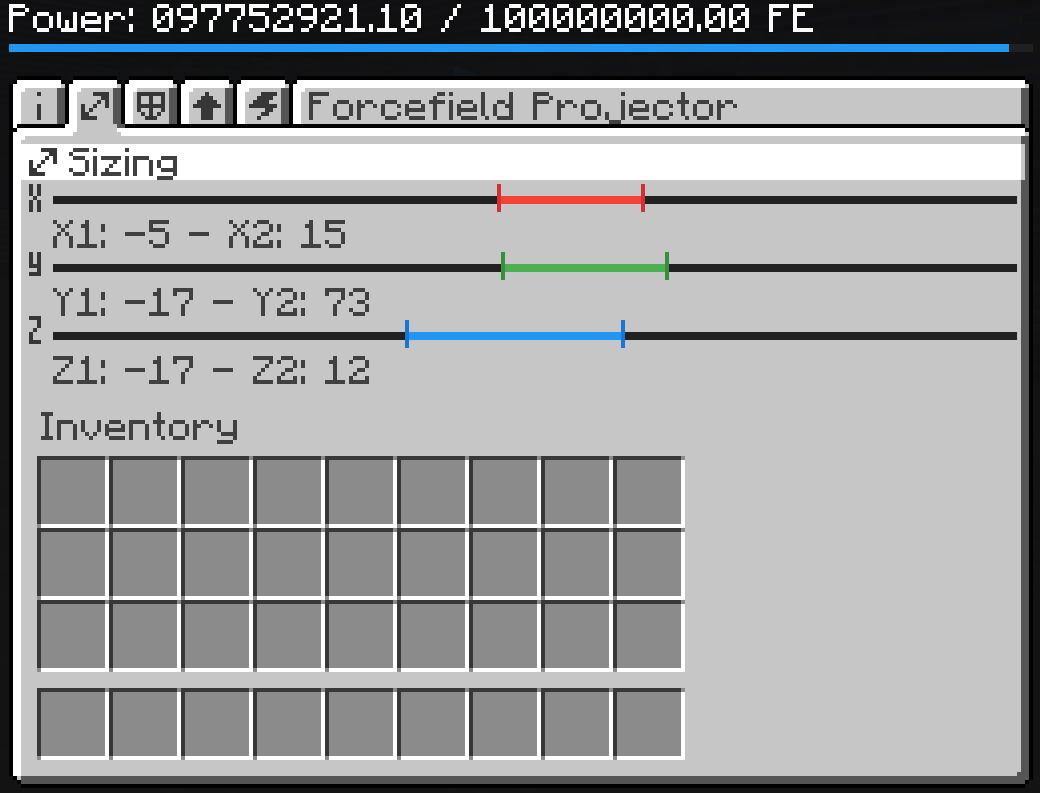 Power: 097752921.10 / 100000000.00 FE
i Forcefield Projector
Sizing
X
X1: -5 - X2: 15
Y
Y1: -17 - Y2: 73
Z
Z1: -17 - Z2: 12
Inventory